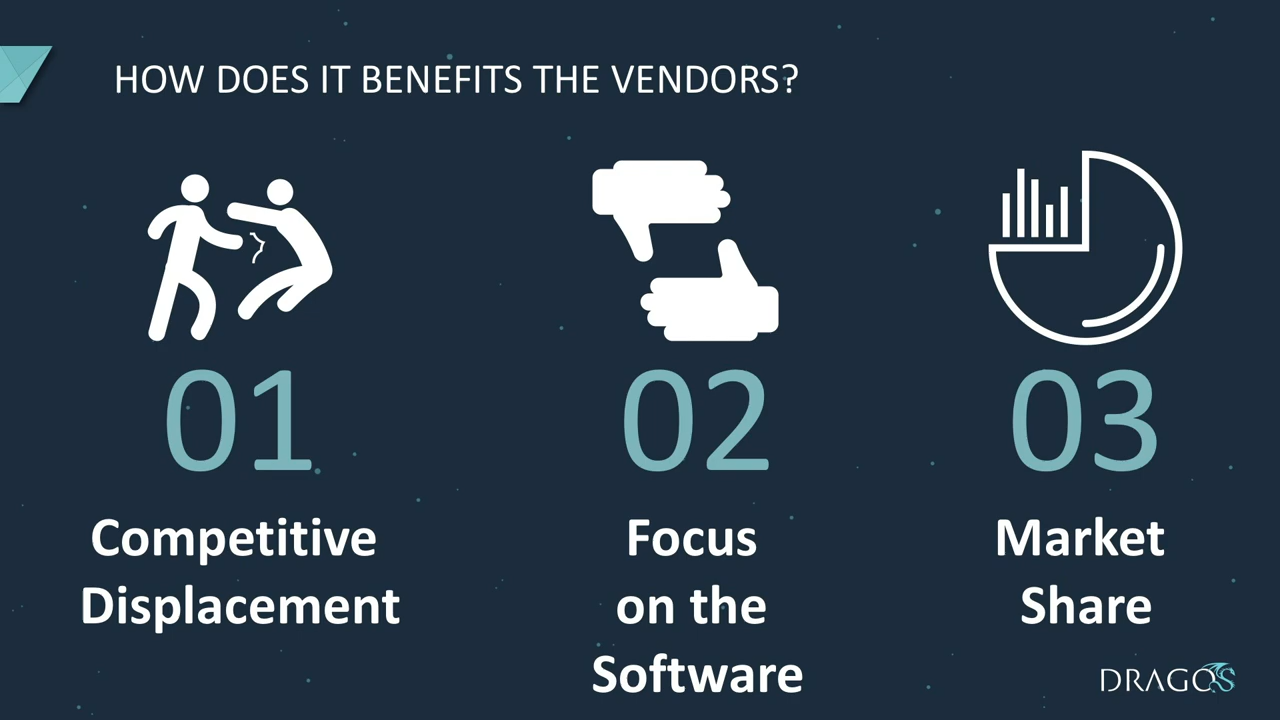 HOW DOES IT BENEFITS THE VENDORS?
01
Competitive
Displacement
02
Focus
on the
Software
03
Market
Share
DRAGOS